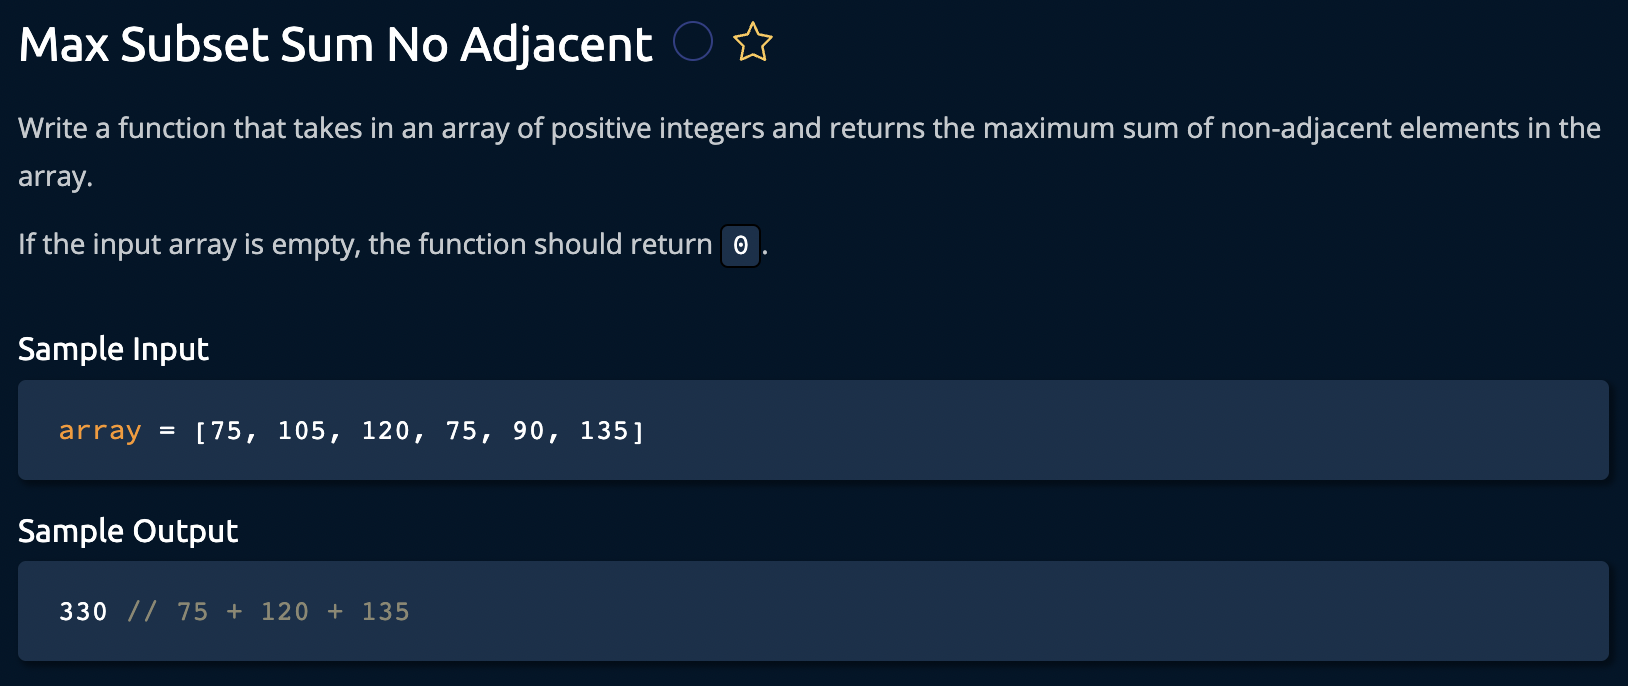 Max Subset Sum No Adjacent
Write a function that takes in an array of positive integers and returns the maximum sum of non-adjacent elements in the
array.
If the input array is empty, the function should return 0.
Sample Input
array = [75, 105, 120, 75, 90, 135]
Sample Output
330 // 75 + 120 + 135